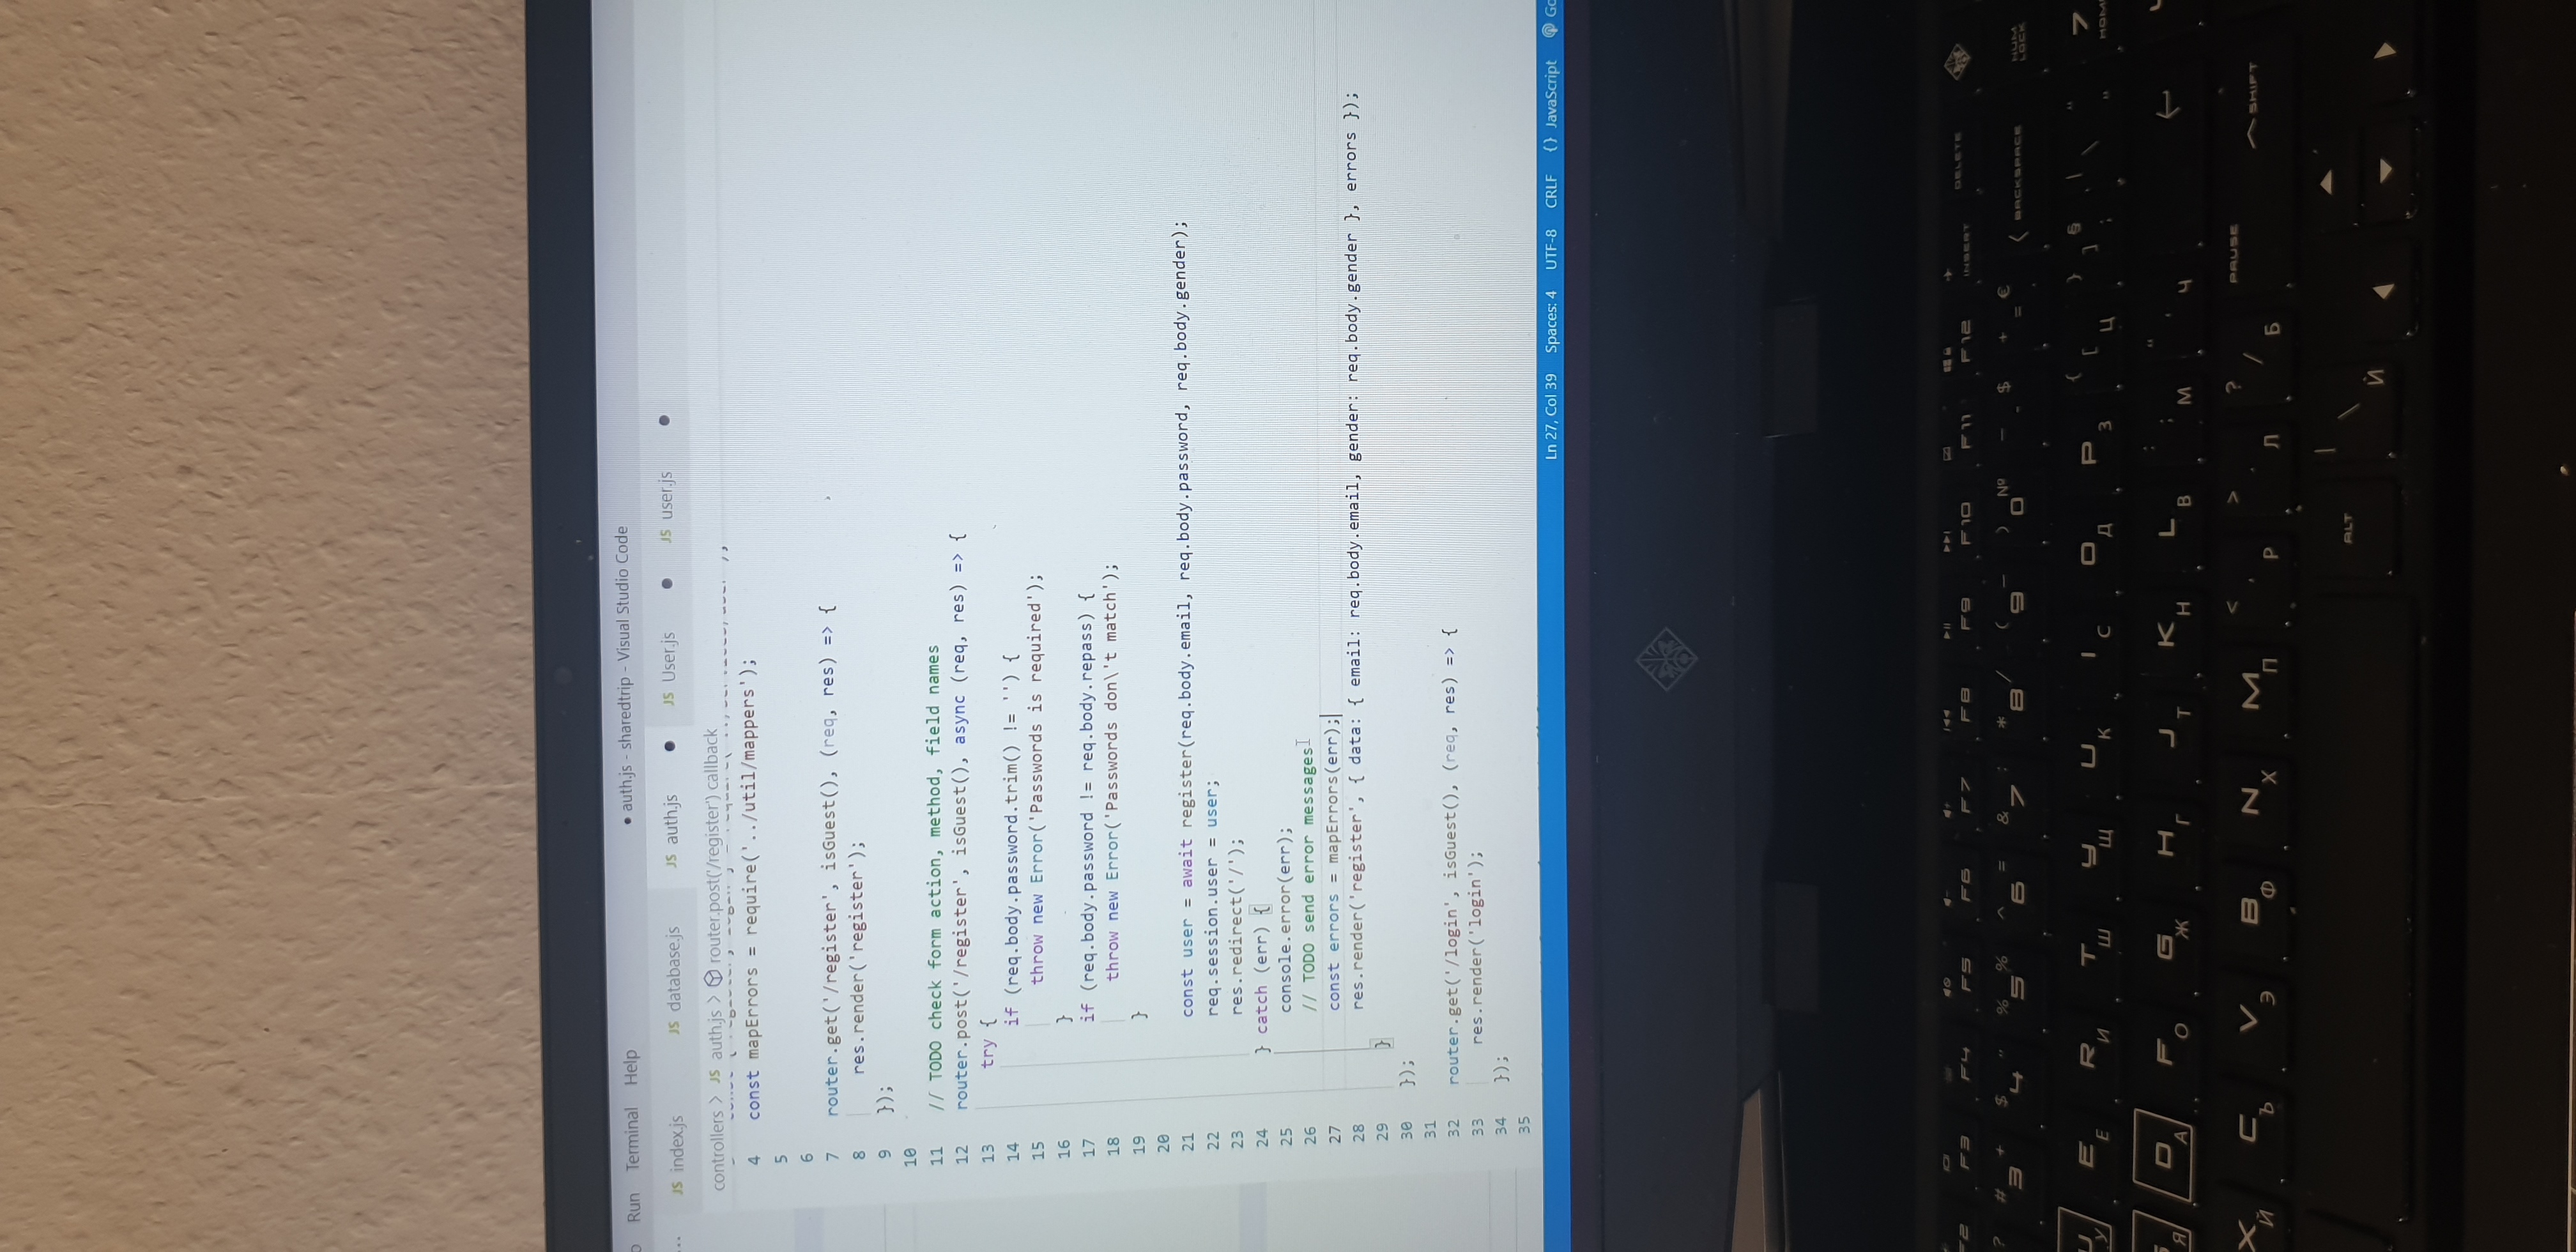 Run Terminal Help ● auth.js - sharedtrip - Visual Studio Code
... JS index.js JS database.js JS auth.js ● JS User.js ● JS user.js ●
controllers > JS auth.js > router.post('/register') callback
4 const mapErrors = require('../util/mappers');
5
6
7 router.get('/register', isGuest(), (req, res) => {
8 res.render('register');
9 });
10
11 // TODO check form action, method, field names
12 router.post('/register', isGuest(), async (req, res) => {
13 try {
14 if (req.body.password.trim() != '') {
15 throw new Error('Passwords is required');
16 }
17 if (req.body.password != req.body.repass) {
18 throw new Error('Passwords don\'t match');
19 }
20
21 const user = await register(req.body.email, req.body.password, req.body.gender);
22 req.session.user = user;
23 res.redirect('/');
24 } catch (err) {
25 console.error(err);
26 // TODO send error messages
27 const errors = mapErrors(err);
28 res.render('register', { data: { email: req.body.email, gender: req.body.gender }, errors });
29 }
30 });
31
32 router.get('/login', isGuest(), (req, res) => {
33 res.render('login');
34 });
35
Ln 27, Col 39 Spaces: 4 UTF-8 CRLF {} JavaScript Go
F3 F4 F5 F6 F7 F8 F9 F10 F11 F12 INSERT DELETE
? # 3 + $ 4 " % 5 % ^ 6 = & 7 : * 8 / ( 9 — ) 0 № – - $ + = € BACKSPACE NUM LOCK
У E Е R И T Ш Y Щ U К I С O Д P З { [ Ц } ] § ; | \ " 7 HOME
Я D А F О G Ж H Г J Т K Н L В : ; М " ' Ч
X Й C Ъ V Э B Ф N Х M П < , Р > . Л ? / Б PAUSE SHIFT
ALT | \ Й